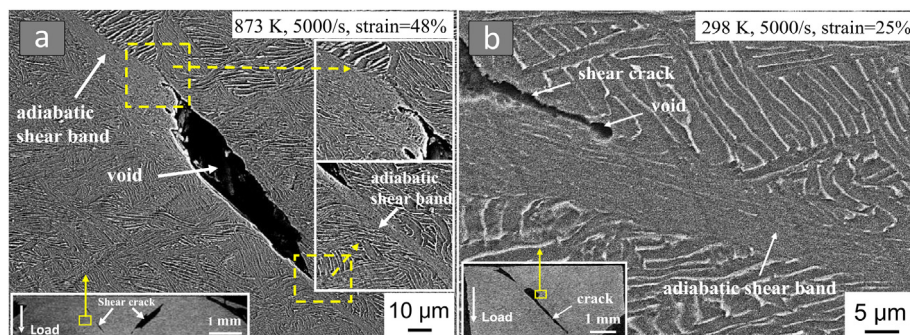 a
873 K, 5000/s, strain=48%
adiabatic
shear band
void
adiabatic
shear band
Shear crack
Load
1 mm
10 μm
b
298 K, 5000/s, strain=25%
shear crack
void
adiabatic shear band
crack
Load
1 mm
5 μm